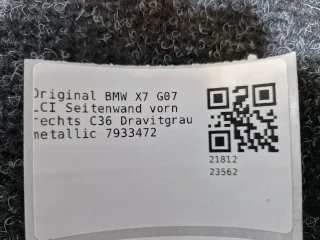 Original BMW X7 G07
LCI Seitenwand vorn
rechts C36 Dravitgrau
metallic 7933472
21812
23562